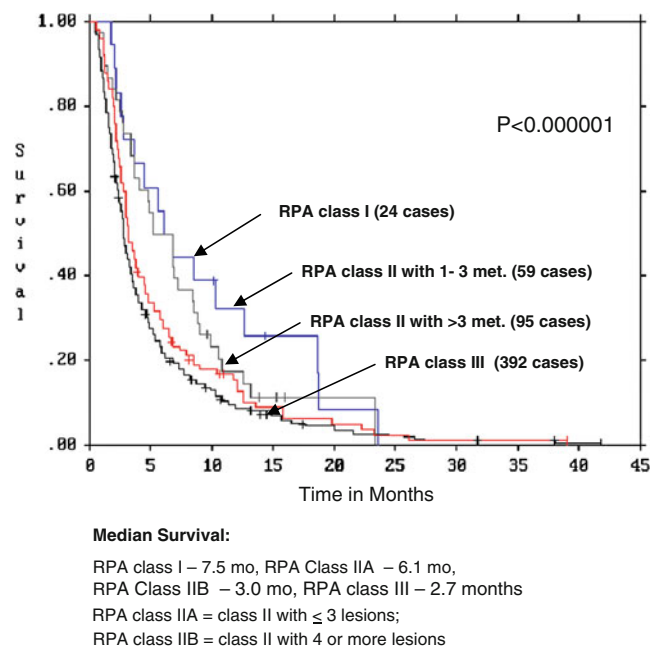 1.00
.80
.60
.40
.20
.00
Survival
P<0.000001
RPA class I (24 cases)
RPA class II with 1- 3 met. (59 cases)
RPA class II with >3 met. (95 cases)
RPA class III (392 cases)
0 5 10 15 20 25 30 35 40 45
Time in Months
Median Survival:
RPA class I – 7.5 mo, RPA Class IIA – 6.1 mo,
RPA Class IIB – 3.0 mo, RPA class III – 2.7 months
RPA class IIA = class II with ≤ 3 lesions;
RPA class IIB = class II with 4 or more lesions